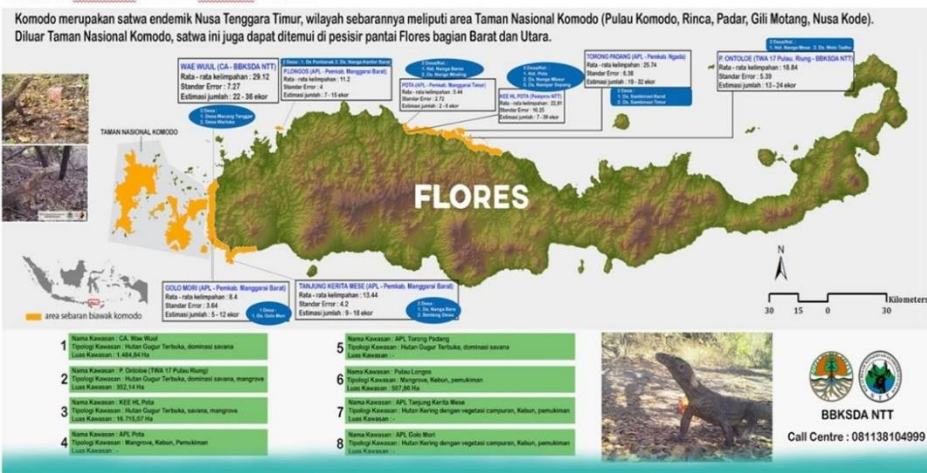 Komodo merupakan satwa endemik Nusa Tenggara Timur, wilayah sebarannya meliputi area Taman Nasional Komodo (Pulau Komodo, Rinca, Padar, Gili Motang, Nusa Kode).
Diluar Taman Nasional Komodo, satwa ini juga dapat ditemui di pesisir pantai Flores bagian Barat dan Utara.
WAE WUUL (CA - BBKSDA NTT)
Rata - rata kelimpahan : 29.12
Standar Error : 7.27
Estimasi jumlah : 22 - 36 ekor
P.LONGOS (APL - Pemkab. Manggarai Barat)
Rata - rata kelimpahan : 11.2
Standar Error : 4
Estimasi jumlah : 7 - 15 ekor
POTA (APL - Pemkab. Manggarai Timur)
Rata - rata kelimpahan : 5.44
Standar Error : 2.72
KEE HL POTA
Rata - rata kelimpahan :
Standar Error : 16.25
Estimasi jumlah : 7 - 39 ekor
TORONG PADANG (APL - Pemkab. Ngada)
Rata - rata kelimpahan : 25.74
Standar Error : 6.38
Estimasi jumlah : 19 - 32 ekor
P. ONTOLOE (TWA 17 Pulau, Riung - BBKSDA NTT)
Rata - rata kelimpahan : 18.84
Standar Error : 5.39
Estimasi jumlah : 13 - 24 ekor
TAMAN NASIONAL KOMODO
FLORES
N
Kilometers
30 15 0 30
GOLO MORI (APL - Pemkab. Manggarai Barat)
Rata - rata kelimpahan : 8.4
Standar Error : 3.64
Estimasi jumlah : 5 - 12 ekor
1 Desa :
1. Ds. Golo Mori
TANJUNG KERITA MESE (APL - Pemkab. Manggarai Barat)
Rata - rata kelimpahan : 13.44
Standar Error : 4.2
Estimasi jumlah : 9 - 18 ekor
area sebaran biawak komodo
1
Nama Kawasan : CA. Wae Wuul
Tipologi Kawasan : Hutan Gugur Terbuka, dominasi savana
Luas Kawasan : 1.484,84 Ha
2
Nama Kawasan : P. Ontoloe (TWA 17 Pulau Riung)
Tipologi Kawasan : Hutan Gugur Terbuka, dominasi savana, mangrove
Luas Kawasan : 352,14 Ha
3
Nama Kawasan : KEE HL Pota
Tipologi Kawasan : Hutan Gugur Terbuka, savana, mangrove
Luas Kawasan : 16.715,57 Ha
4
Nama Kawasan : APL Pota
Tipologi Kawasan : Mangrove, Kebun, Pemukiman
Luas Kawasan : -
5
Nama Kawasan : APL Torong Padang
Tipologi Kawasan : Hutan Gugur Terbuka, dominasi savana
Luas Kawasan : -
6
Nama Kawasan : Pulau Longos
Tipologi Kawasan : Mangrove, Kebun, pemukiman
Luas Kawasan : 507,86 Ha
7
Nama Kawasan : APL Tanjung Kerita Mese
Tipologi Kawasan : Hutan Kering dengan vegetasi campuran, Kebun, pemukiman
Luas Kawasan : -
8
Nama Kawasan : APL Golo Mori
Tipologi Kawasan : Hutan Kering dengan vegetasi campuran, Kebun, pemukiman
Luas Kawasan : -
BBKSDA NTT
Call Centre : 081138104999